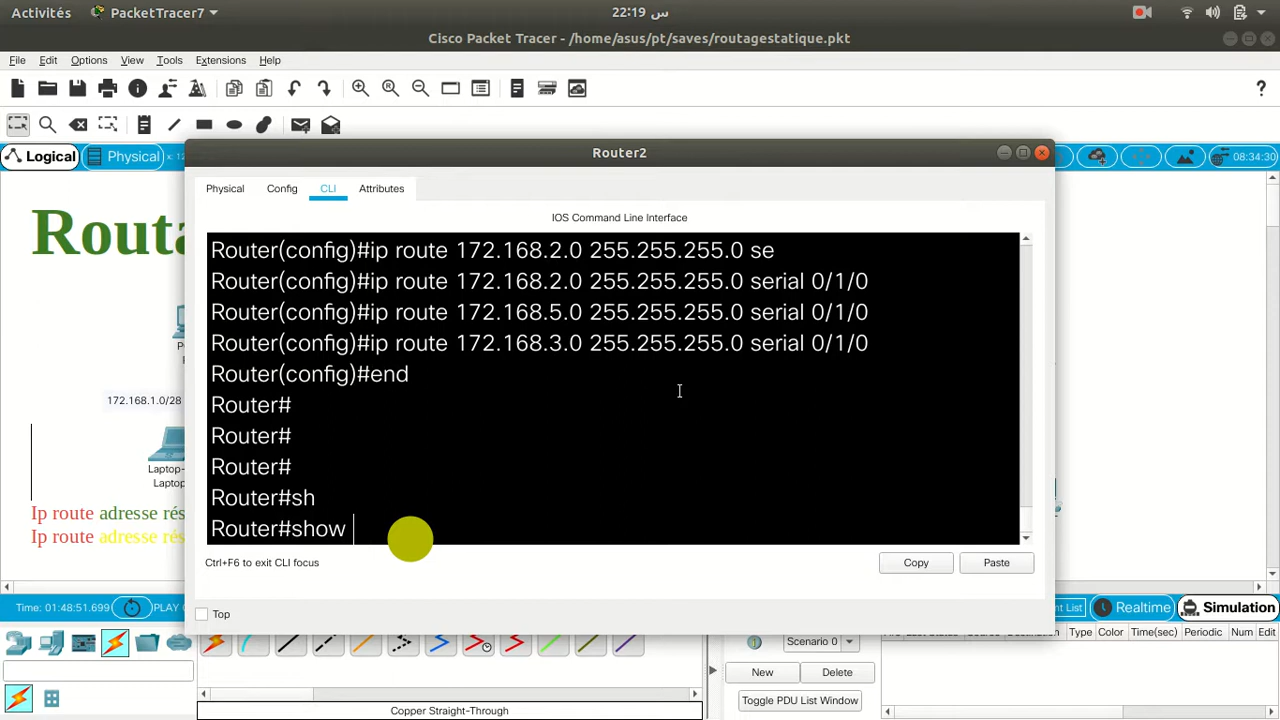 Activités PacketTracer7 22:19 س
Cisco Packet Tracer - /home/asus/pt/saves/routagestatique.pkt
File Edit Options View Tools Extensions Help
?
Logical Physical x: 12 08:34:30
Router2
Physical Config CLI Attributes
IOS Command Line Interface
Router(config)#ip route 172.168.2.0 255.255.255.0 se
Router(config)#ip route 172.168.2.0 255.255.255.0 serial 0/1/0
Router(config)#ip route 172.168.5.0 255.255.255.0 serial 0/1/0
Router(config)#ip route 172.168.3.0 255.255.255.0 serial 0/1/0
Router(config)#end
Router#
Router#
Router#
Router#sh
Router#show
Ctrl+F6 to exit CLI focus
Copy Paste
Top
Routa
172.168.1.0/28
Laptop-
Laptop
Ip route adresse rés
Ip route adresse rés
Time: 01:48:51.699 PLAY Realtime Simulation
Scenario 0
New Delete
Toggle PDU List Window
Type Color Time(sec) Periodic Num Edit
Copper Straight-Through